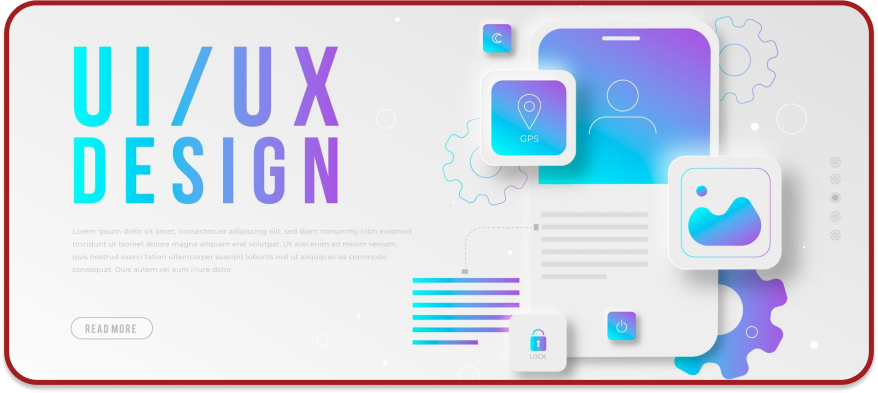 UI/UX
DESIGN
Lorem ipsum dolor sit amet, consectetuer adipiscing elit, sed diam nonummy nibh euismod
tincidunt ut laoreet dolore magna aliquam erat volutpat. Ut wisi enim ad minim veniam,
quis nostrud exerci tation ullamcorper suscipit lobortis nisl ut aliquip ex ea commodo
consequat. Duis autem vel eum iriure dolor.
READ MORE
GPS
LOCK